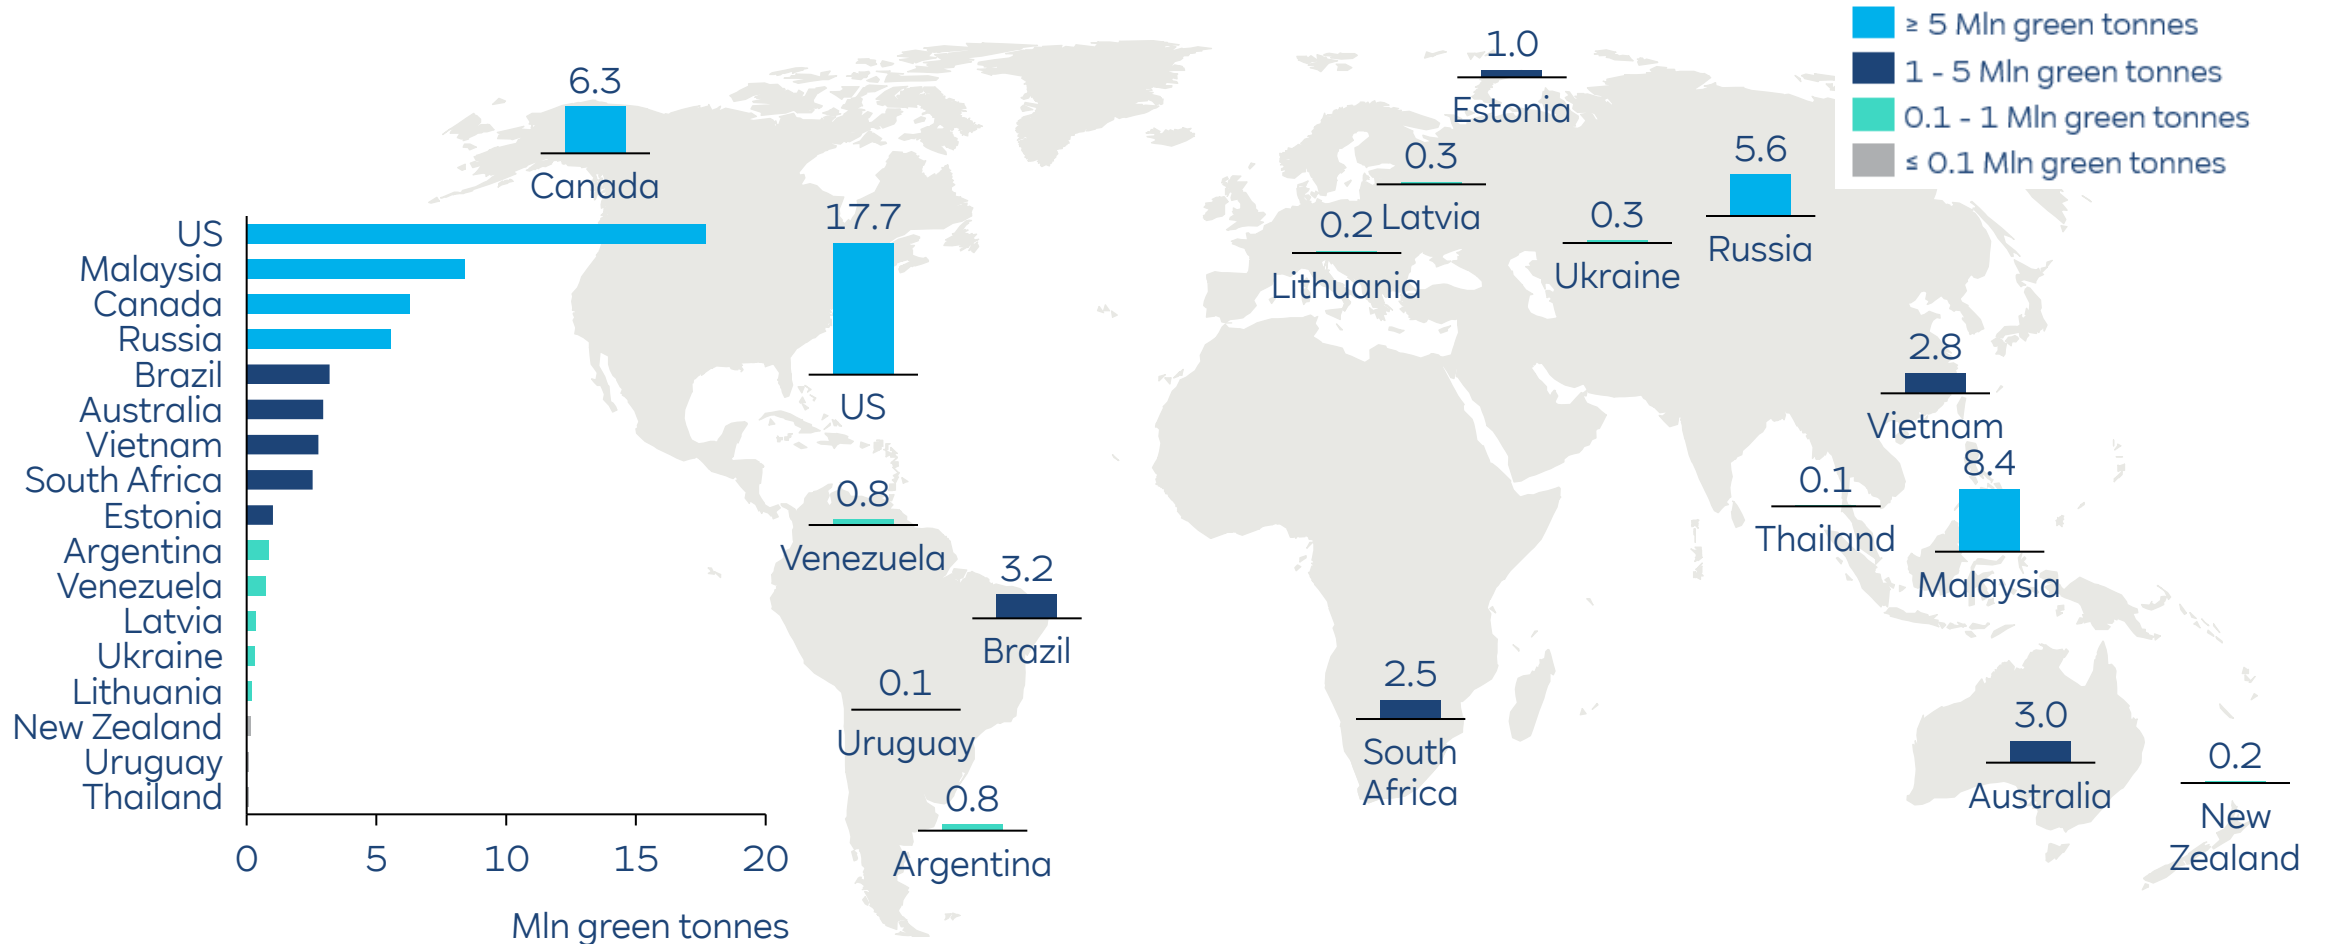 ≥ 5 Mln green tonnes
1 - 5 Mln green tonnes
0.1 - 1 Mln green tonnes
≤ 0.1 Mln green tonnes
US
Malaysia
Canada
Russia
Brazil
Australia
Vietnam
South Africa
Estonia
Argentina
Venezuela
Latvia
Ukraine
Lithuania
New Zealand
Uruguay
Thailand
0 5 10 15 20
Mln green tonnes
6.3
Canada
17.7
US
0.8
Venezuela
3.2
Brazil
0.1
Uruguay
0.8
Argentina
1.0
Estonia
0.3
Latvia
0.2
Lithuania
0.3
Ukraine
5.6
Russia
2.8
Vietnam
0.1
Thailand
8.4
Malaysia
2.5
South
Africa
3.0
Australia
0.2
New
Zealand